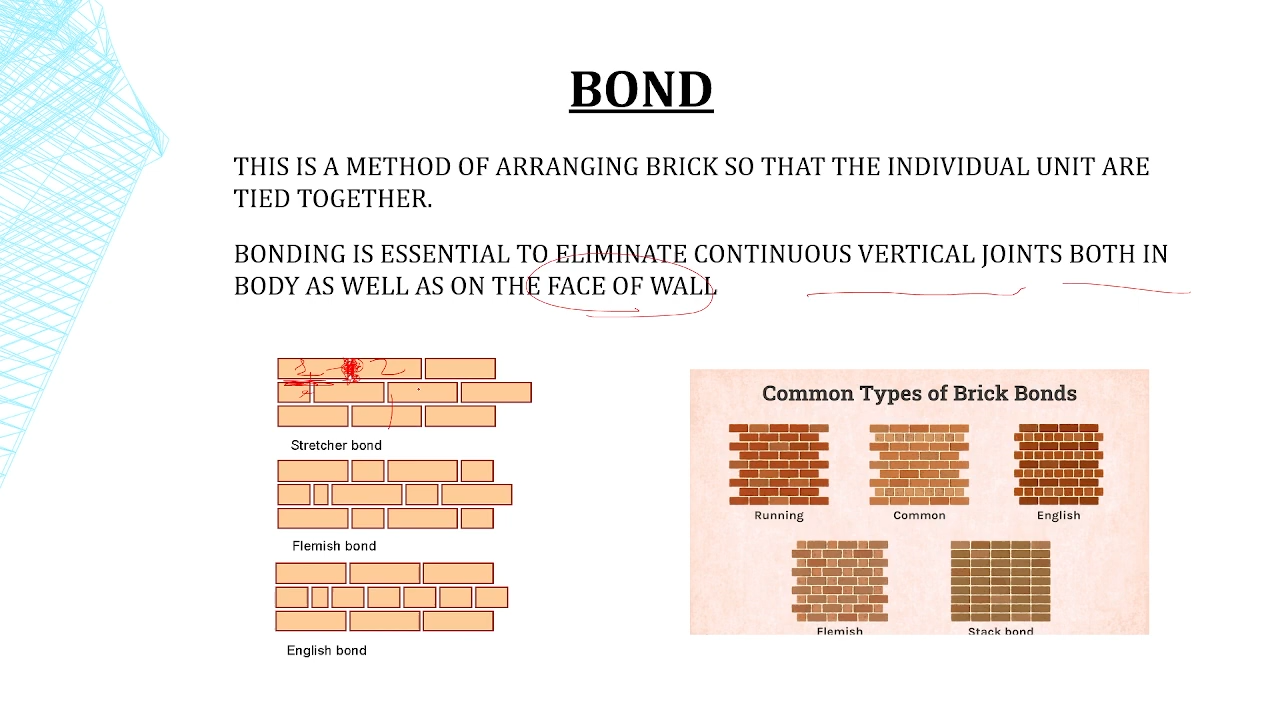 BOND
THIS IS A METHOD OF ARRANGING BRICK SO THAT THE INDIVIDUAL UNIT ARE
TIED TOGETHER.
BONDING IS ESSENTIAL TO ELIMINATE CONTINUOUS VERTICAL JOINTS BOTH IN
BODY AS WELL AS ON THE FACE OF WALL
2
Stretcher bond
Flemish bond
English bond
Common Types of Brick Bonds
Running
Common
English
Flemish
Stack bond